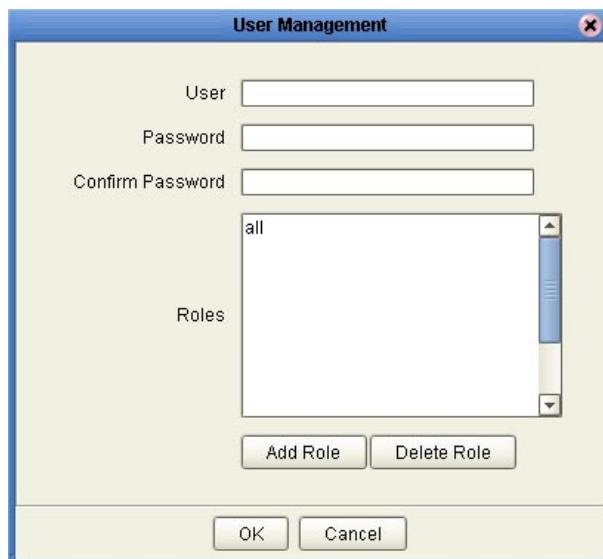 User Management
User
Password
Confirm Password
all
Roles
Add Role Delete Role
OK Cancel